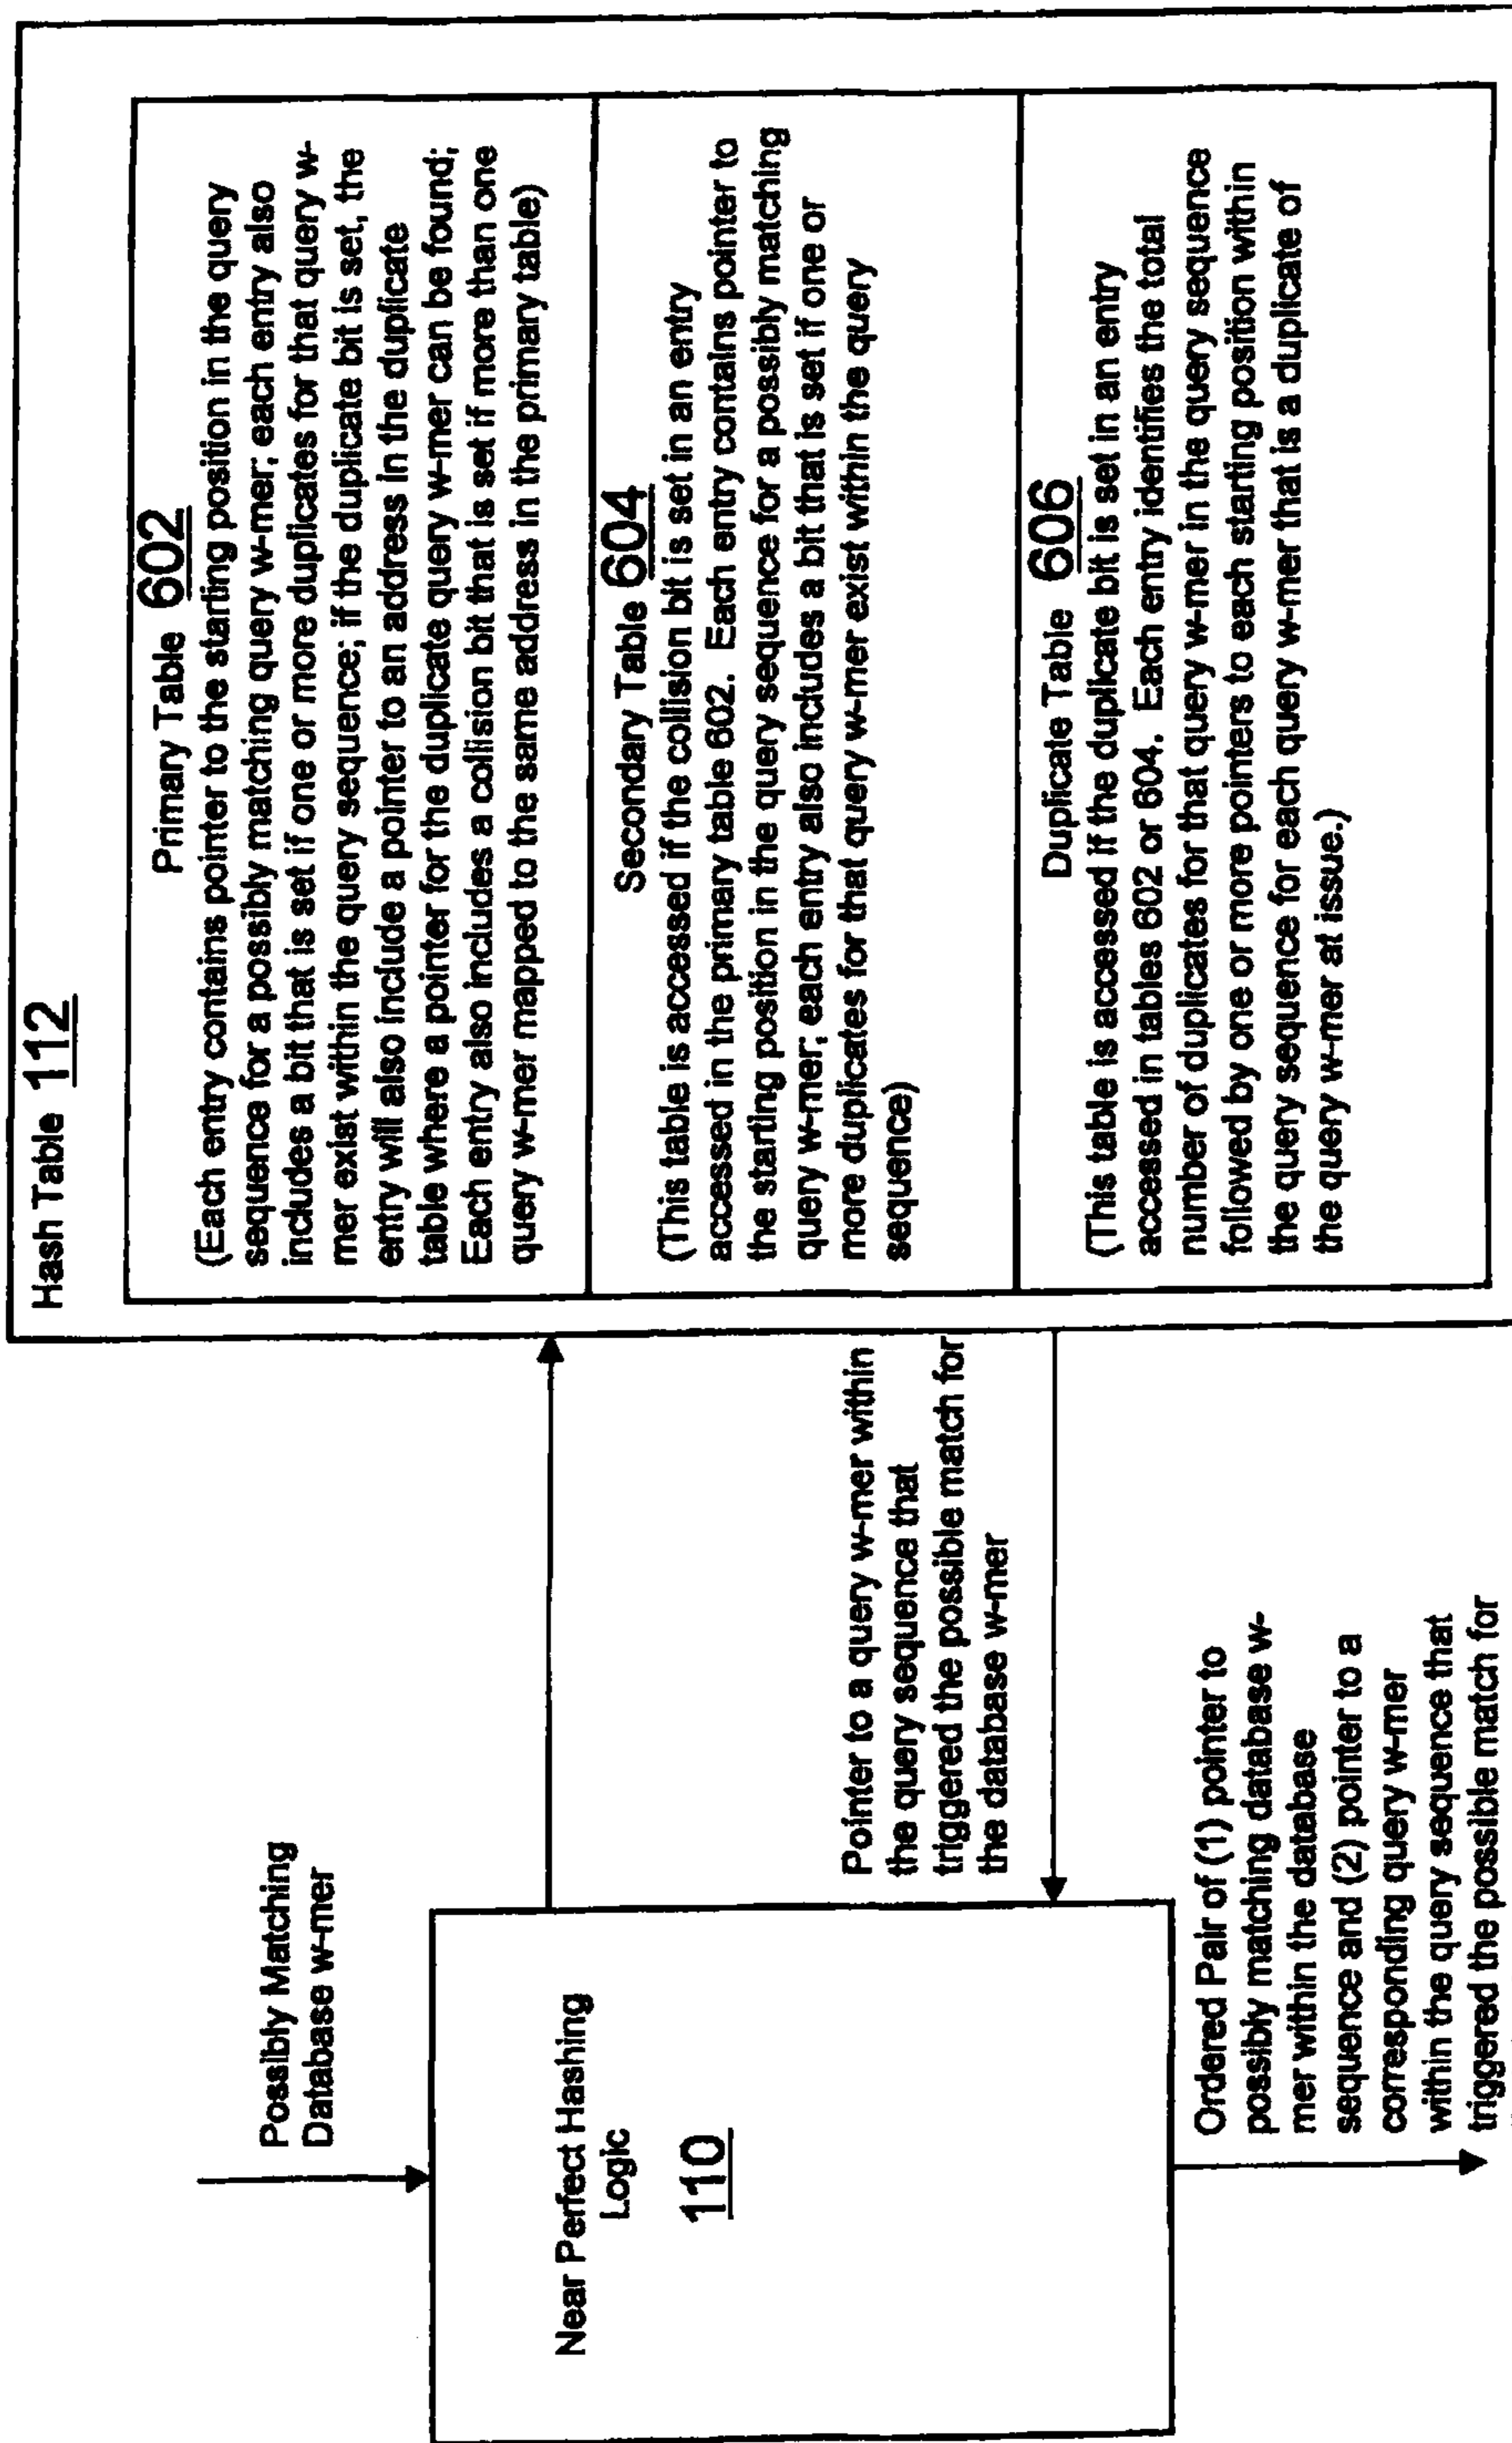 Possibly Matching
Database w-mer
Near Perfect Hashing
Logic
110
Pointer to a query w-mer within
the query sequence that
triggered the possible match for
the database w-mer
Ordered Pair of (1) pointer to
possibly matching database w-
mer within the database
sequence and (2) pointer to a
corresponding query w-mer
within the query sequence that
triggered the possible match for
Hash Table 112
Primary Table 602
(Each entry contains pointer to the starting position in the query
sequence for a possibly matching query w-mer; each entry also
includes a bit that is set if one or more duplicates for that query w-
mer exist within the query sequence; if the duplicate bit is set, the
entry will also include a pointer to an address in the duplicate
table where a pointer for the duplicate query w-mer can be found;
Each entry also includes a collision bit that is set if more than one
query w-mer mapped to the same address in the primary table)
Secondary Table 604
(This table is accessed if the collision bit is set in an entry
accessed in the primary table 602. Each entry contains pointer to
the starting position in the query sequence for a possibly matching
query w-mer; each entry also includes a bit that is set if one or
more duplicates for that query w-mer exist within the query
sequence)
Duplicate Table 606
(This table is accessed if the duplicate bit is set in an entry
accessed in tables 602 or 604. Each entry identifies the total
number of duplicates for that query w-mer in the query sequence
followed by one or more pointers to each starting position within
the query sequence for each query w-mer that is a duplicate of
the query w-mer at issue.)